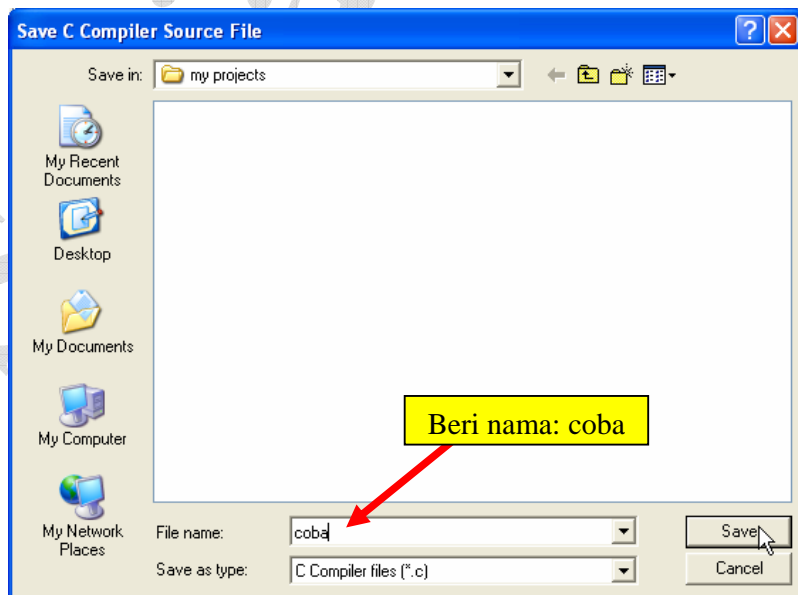 Save C Compiler Source File
Save in: my projects
My Recent
Documents
Desktop
My Documents
My Computer
My Network
Places
Beri nama: coba
File name: coba Save
Save as type: C Compiler files (*.c) Cancel